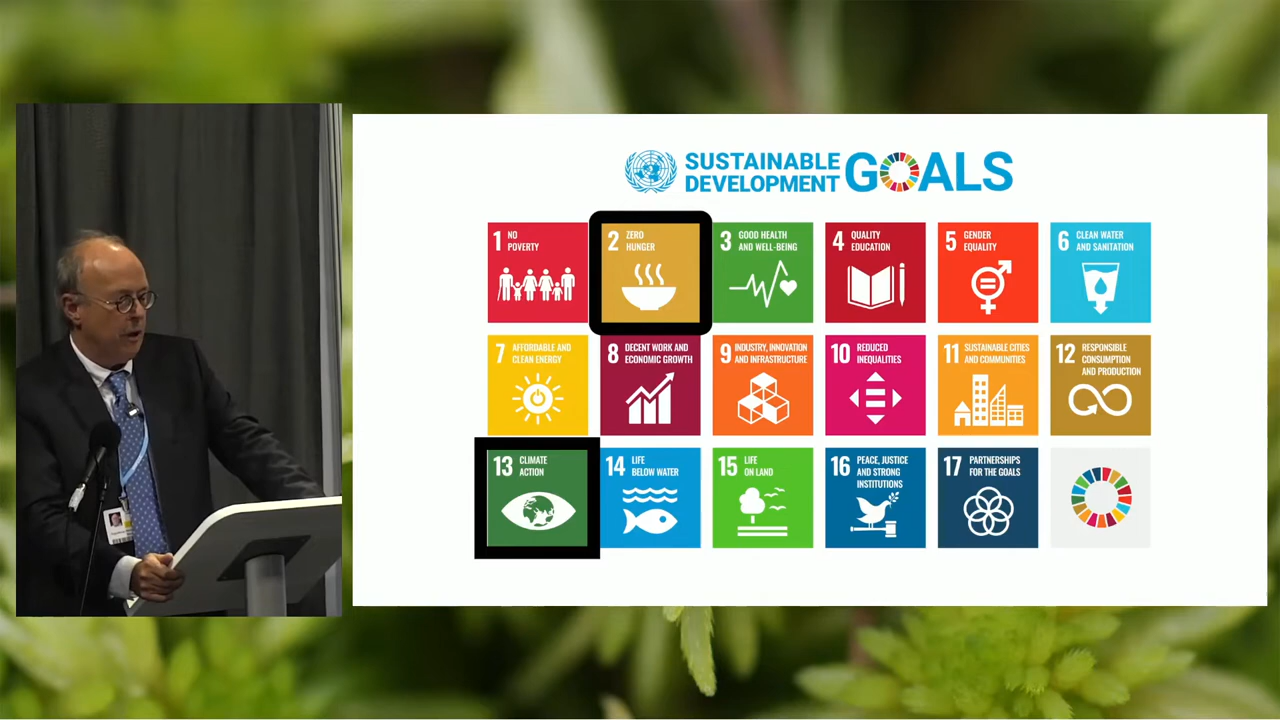 SUSTAINABLE
DEVELOPMENT
GOALS
1 NO
POVERTY
2 ZERO
HUNGER
3 GOOD HEALTH
AND WELL-BEING
4 QUALITY
EDUCATION
5 GENDER
EQUALITY
6 CLEAN WATER
AND SANITATION
7 AFFORDABLE AND
CLEAN ENERGY
8 DECENT WORK AND
ECONOMIC GROWTH
9 INDUSTRY, INNOVATION
AND INFRASTRUCTURE
10 REDUCED
INEQUALITIES
11 SUSTAINABLE CITIES
AND COMMUNITIES
12 RESPONSIBLE
CONSUMPTION
AND PRODUCTION
13 CLIMATE
ACTION
14 LIFE
BELOW WATER
15 LIFE
ON LAND
16 PEACE, JUSTICE
AND STRONG
INSTITUTIONS
17 PARTNERSHIPS
FOR THE GOALS